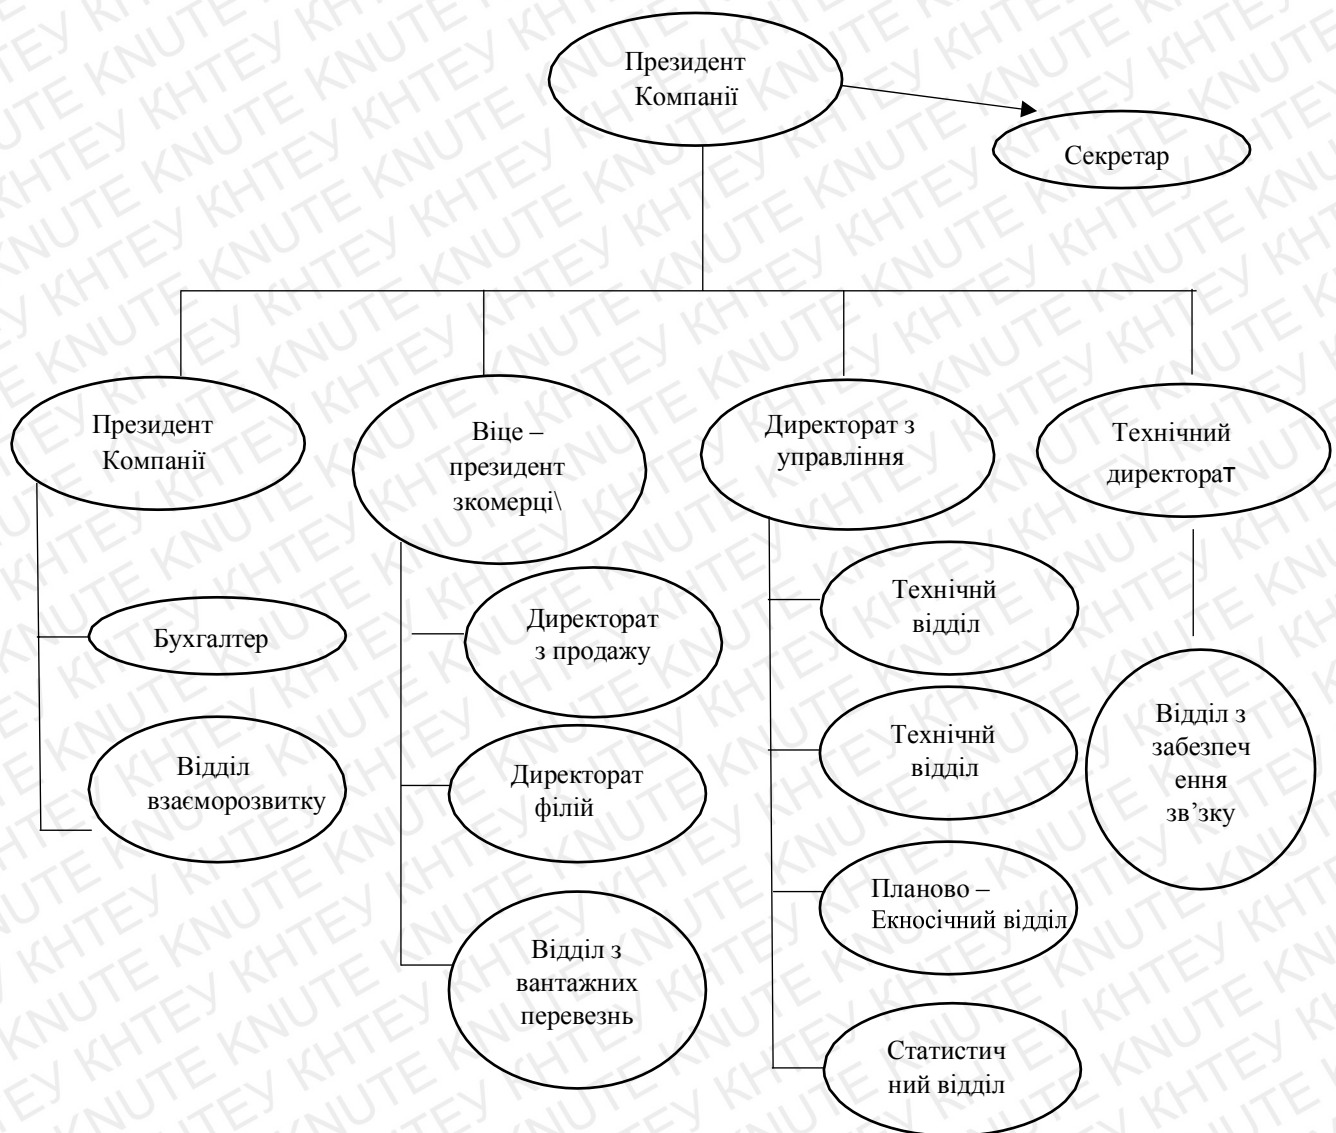 Президент
Компанії
Секретар
Президент
Компанії
Віце –
президент
зкомерці\
Директорат з
управління
Технічний
директорат
Бухгалтер
Відділ
взаєморозвитку
Директорат
з продажу
Директорат
філій
Відділ з
вантажних
перевезнь
Технічнй
відділ
Технічнй
відділ
Планово –
Екносічний відділ
Статистич
ний відділ
Відділ з
забезпеч
ення
зв’зку